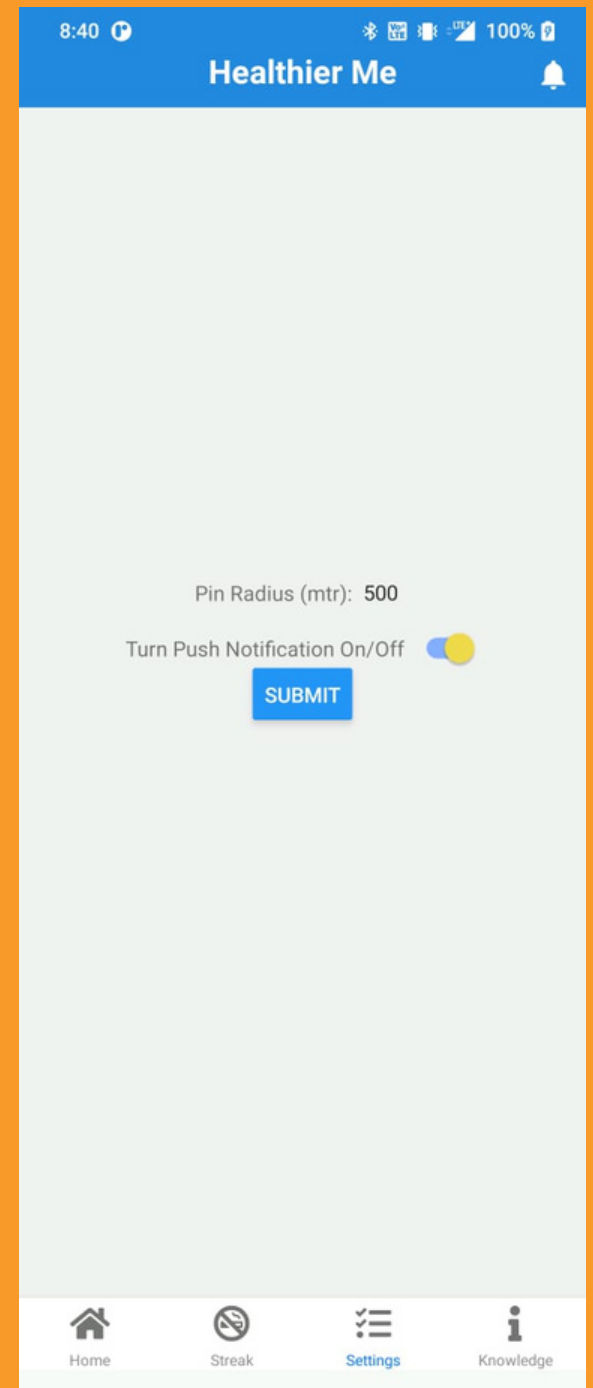 8:40 100%
Healthier Me
Pin Radius (mtr): 500
Turn Push Notification On/Off
SUBMIT
Home Streak Settings Knowledge